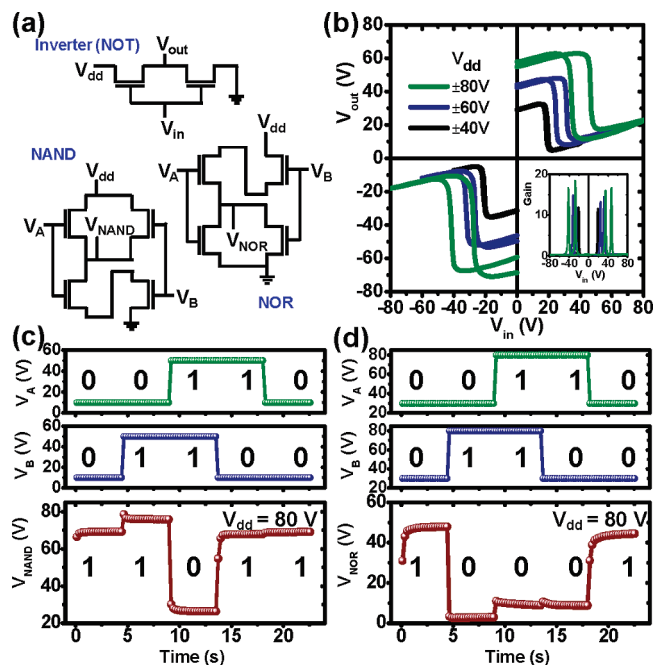 (a)
Inverter (NOT)
Vout
Vdd
Vin
NAND
Vdd
VA
VNAND
VB
Vdd
VA
VB
VNOR
NOR
(b)
Vout (V)
80
60
40
20
0
-20
-40
-60
-80
Vdd
±80V
±60V
±40V
Gain
20
10
0
-80 -40 0 40 80
Vin (V)
-80 -60 -40 -20 0 20 40 60 80
Vin (V)
(c)
VA (V)
60
40
20
0
0 0 1 1 0
VB (V)
60
40
20
0
0 1 1 0 0
VNAND (V)
80
60
40
20
Vdd = 80 V
1 1 0 1 1
0 5 10 15 20
Time (s)
(d)
VA (V)
80
60
40
20
0 0 1 1 0
VB (V)
80
60
40
20
0 1 1 0 0
VNOR (V)
60
40
20
0
Vdd = 80 V
1 0 0 0 1
0 5 10 15 20
Time (s)